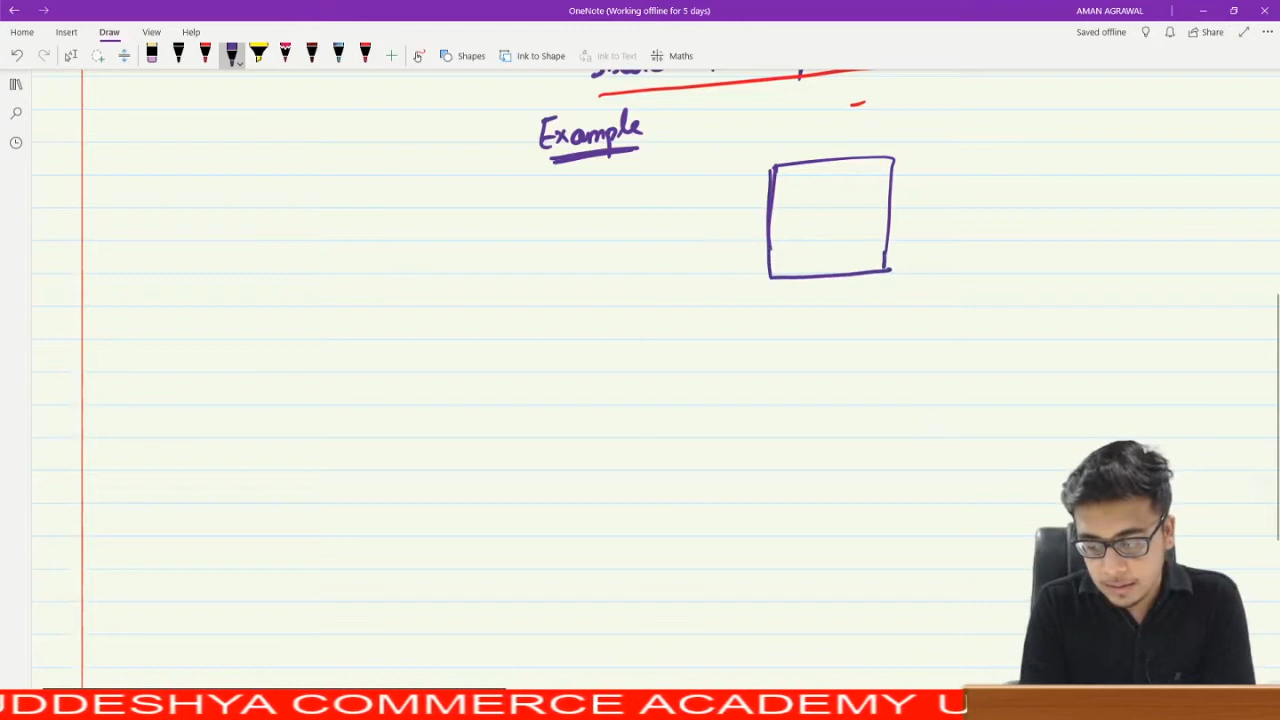 OneNote (Working offline for 5 days)
AMAN AGRAWAL
Home Insert Draw View Help
Saved offline Share
Shapes Ink to Shape Ink to Text Maths
Example
UDDESHYA COMMERCE ACADEMY U